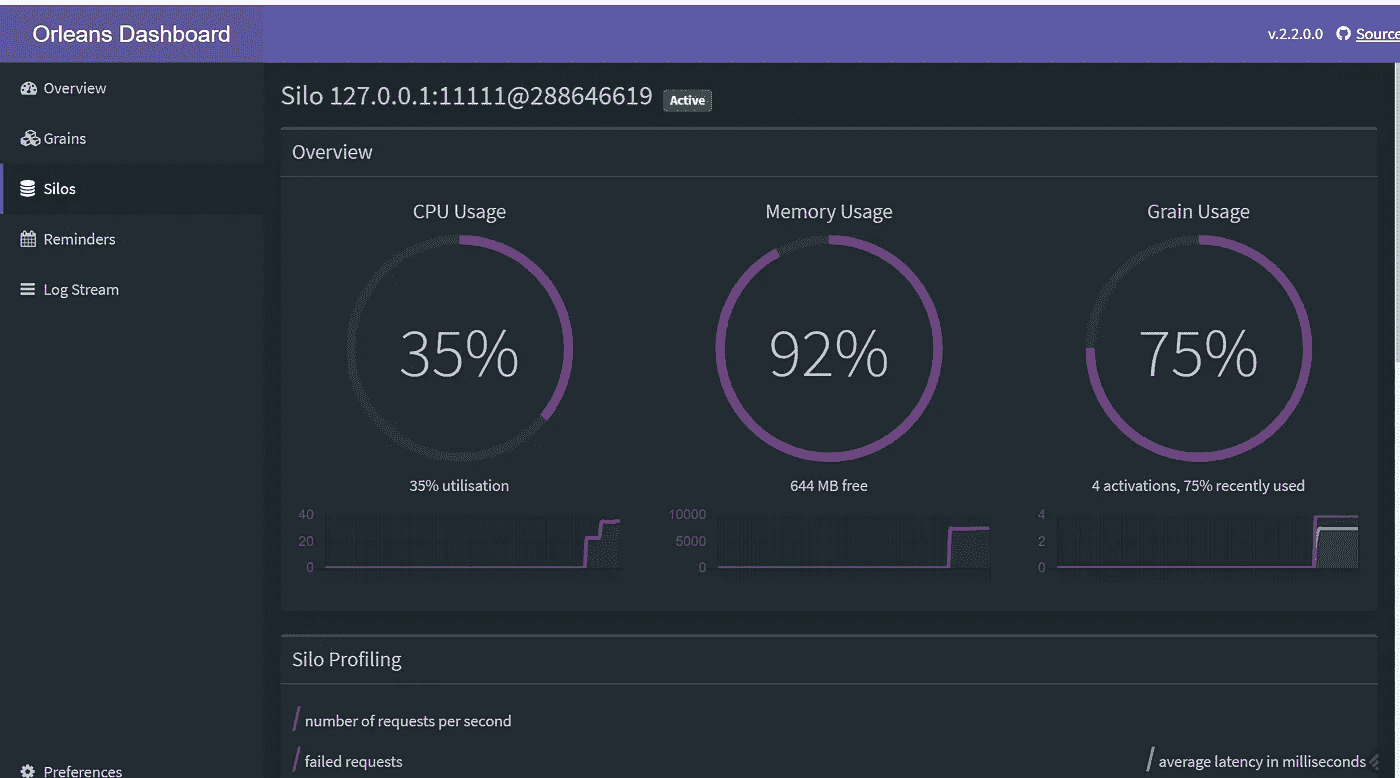 Orleans Dashboard
v.2.2.0.0 Source
Overview
Grains
Silos
Reminders
Log Stream
Preferences
Silo 127.0.0.1:11111@288646619 Active
Overview
CPU Usage Memory Usage Grain Usage
35% 92% 75%
35% utilisation 644 MB free 4 activations, 75% recently used
40 10000 4
20 5000 2
0 0 0
Silo Profiling
number of requests per second
failed requests average latency in milliseconds